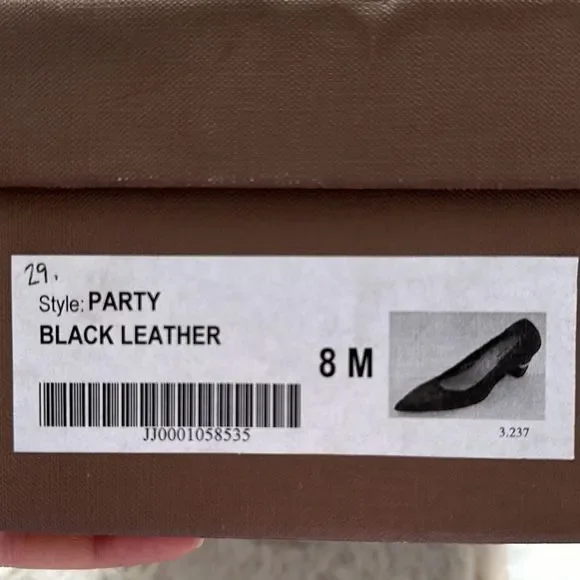 29.
Style: PARTY
BLACK LEATHER
8 M
JJ0001058535
3.237